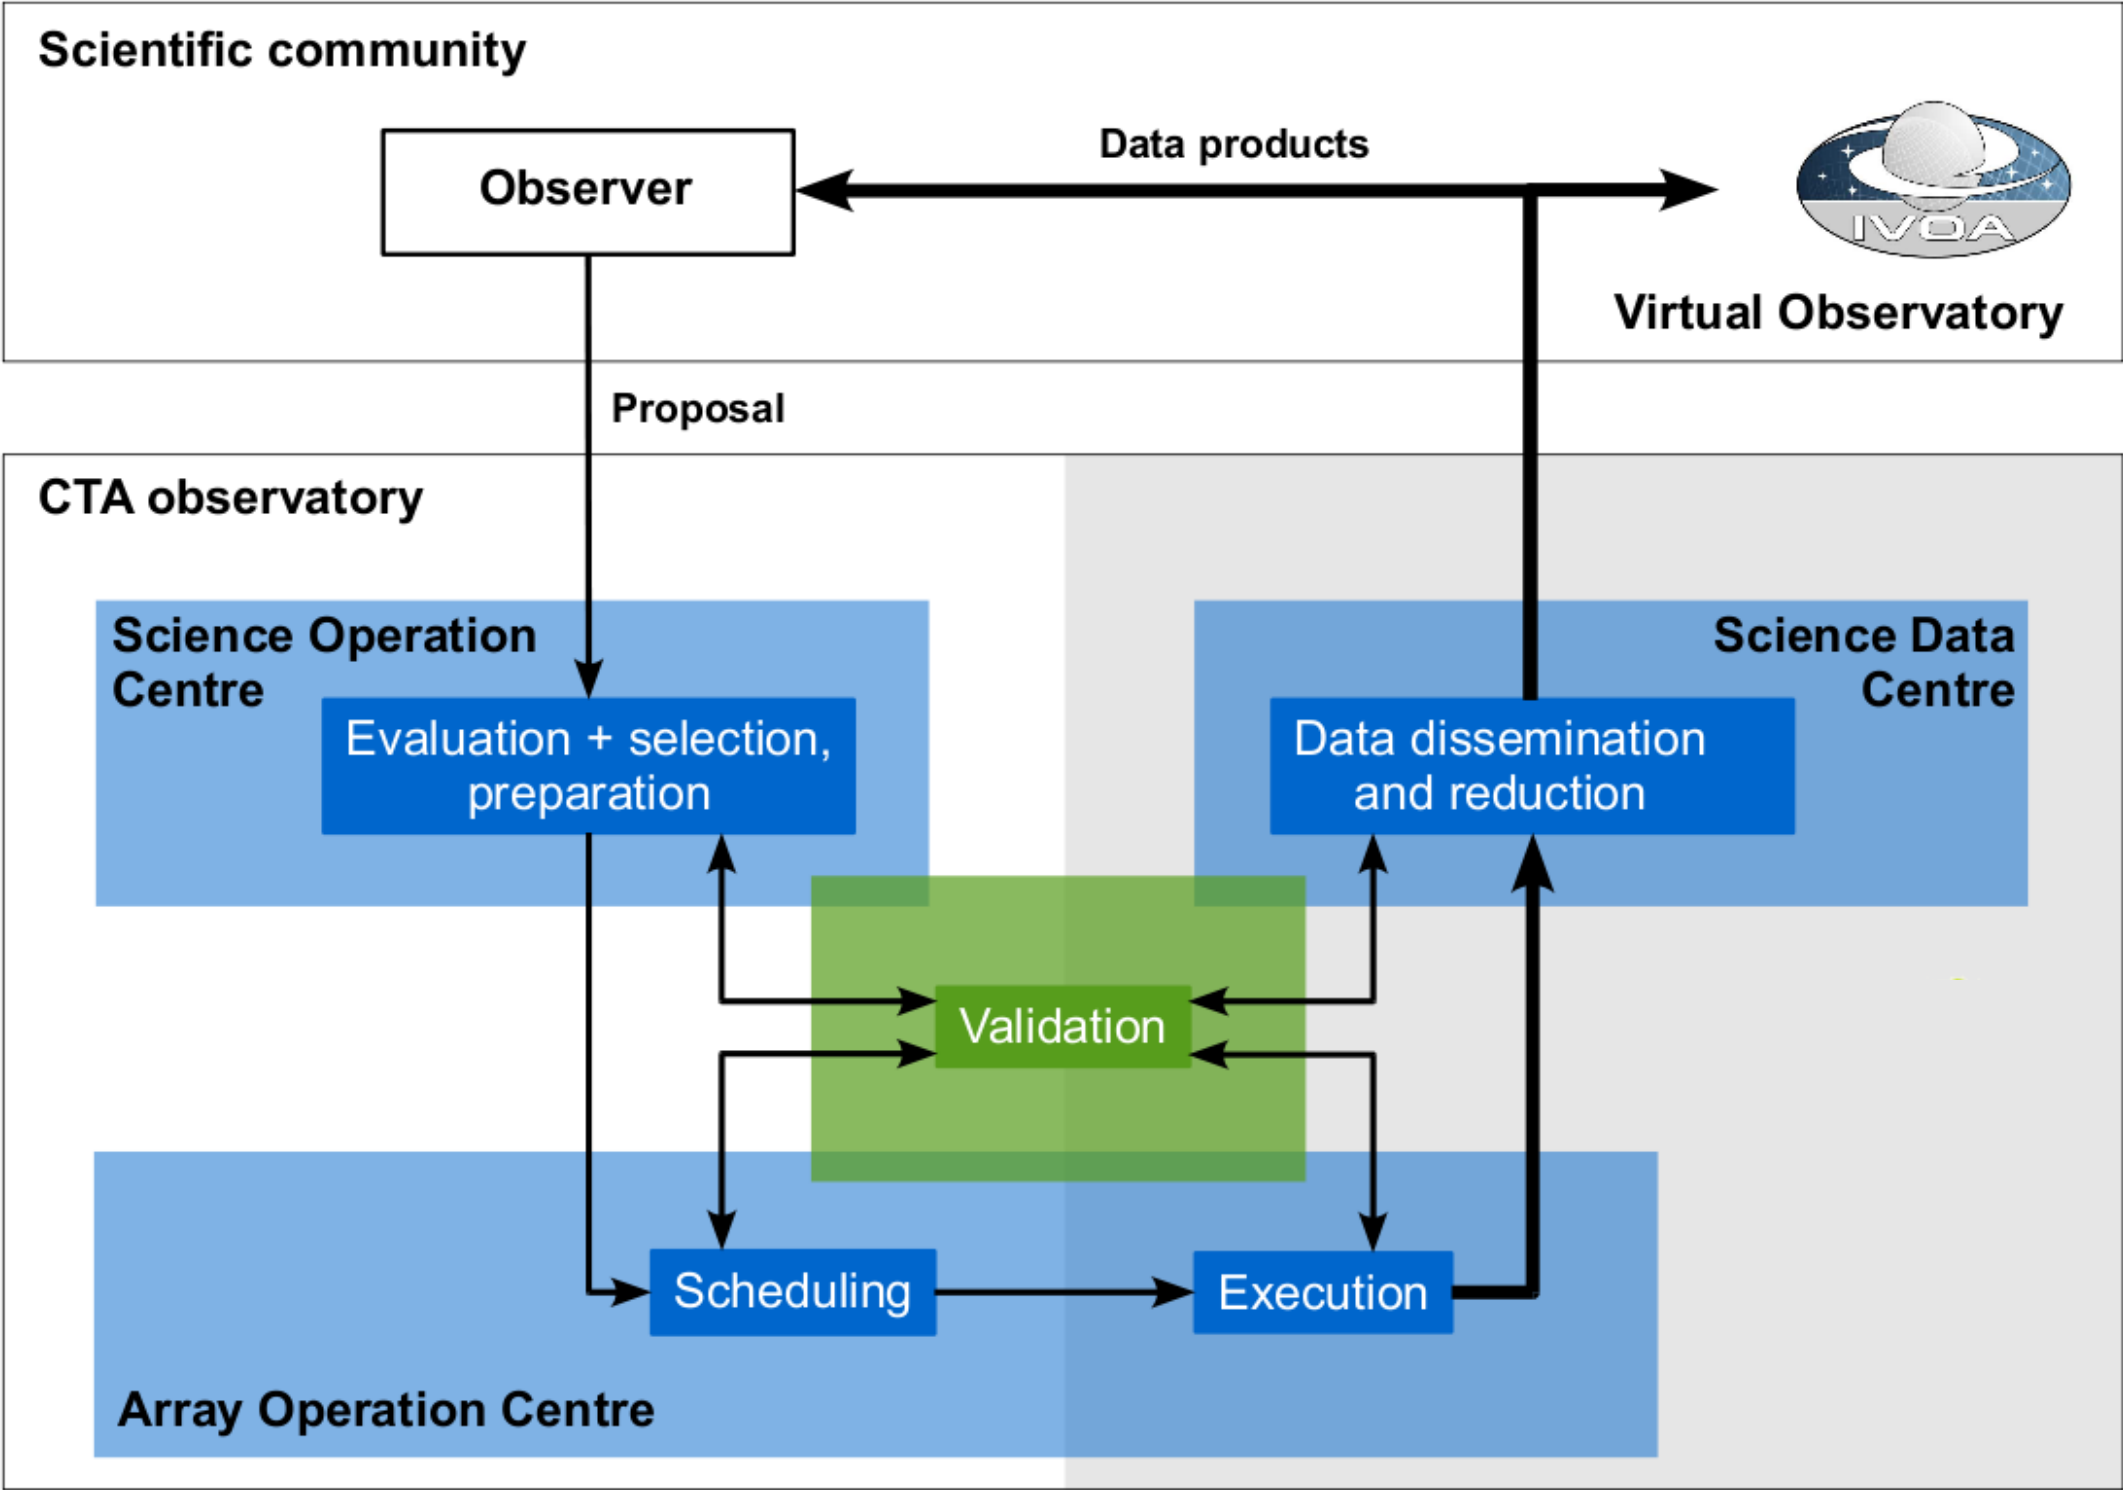 Scientific community
Observer
Data products
IVOA
Virtual Observatory
Proposal
CTA observatory
Science Operation
Centre
Evaluation + selection,
preparation
Science Data
Centre
Data dissemination
and reduction
Validation
Scheduling
Execution
Array Operation Centre